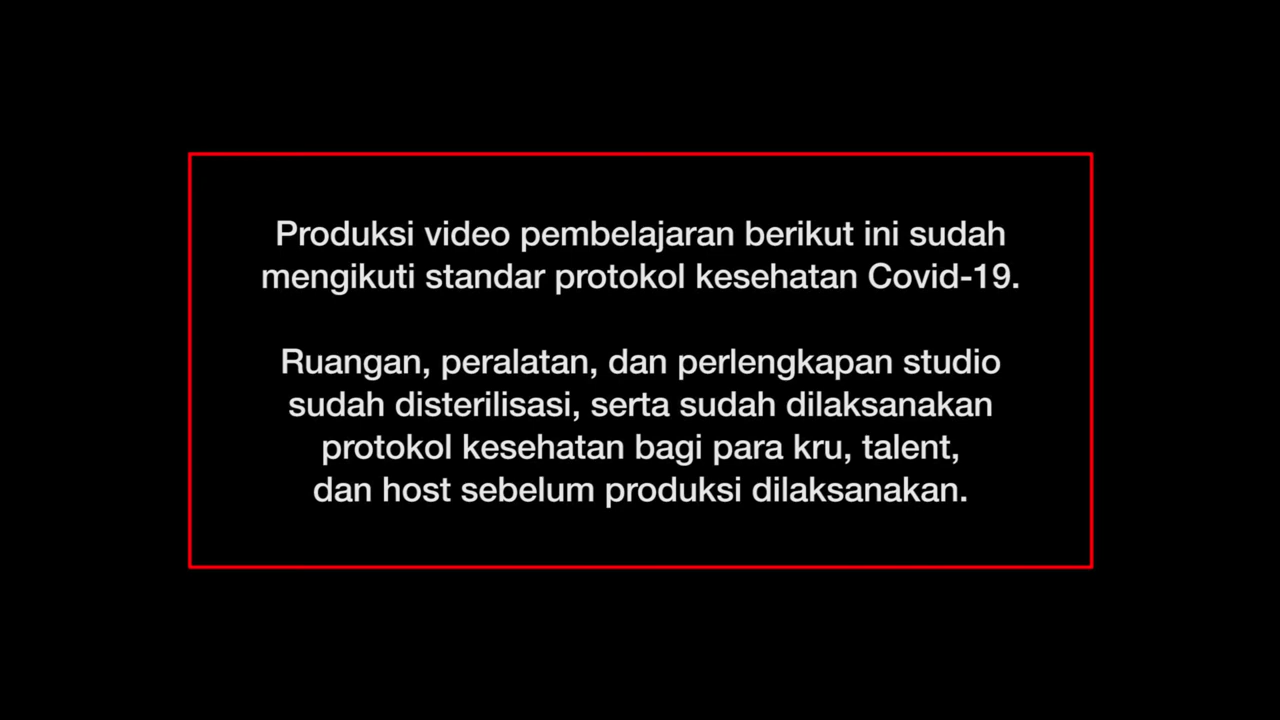 Produksi video pembelajaran berikut ini sudah
mengikuti standar protokol kesehatan Covid-19.
Ruangan, peralatan, dan perlengkapan studio
sudah disterilisasi, serta sudah dilaksanakan
protokol kesehatan bagi para kru, talent,
dan host sebelum produksi dilaksanakan.